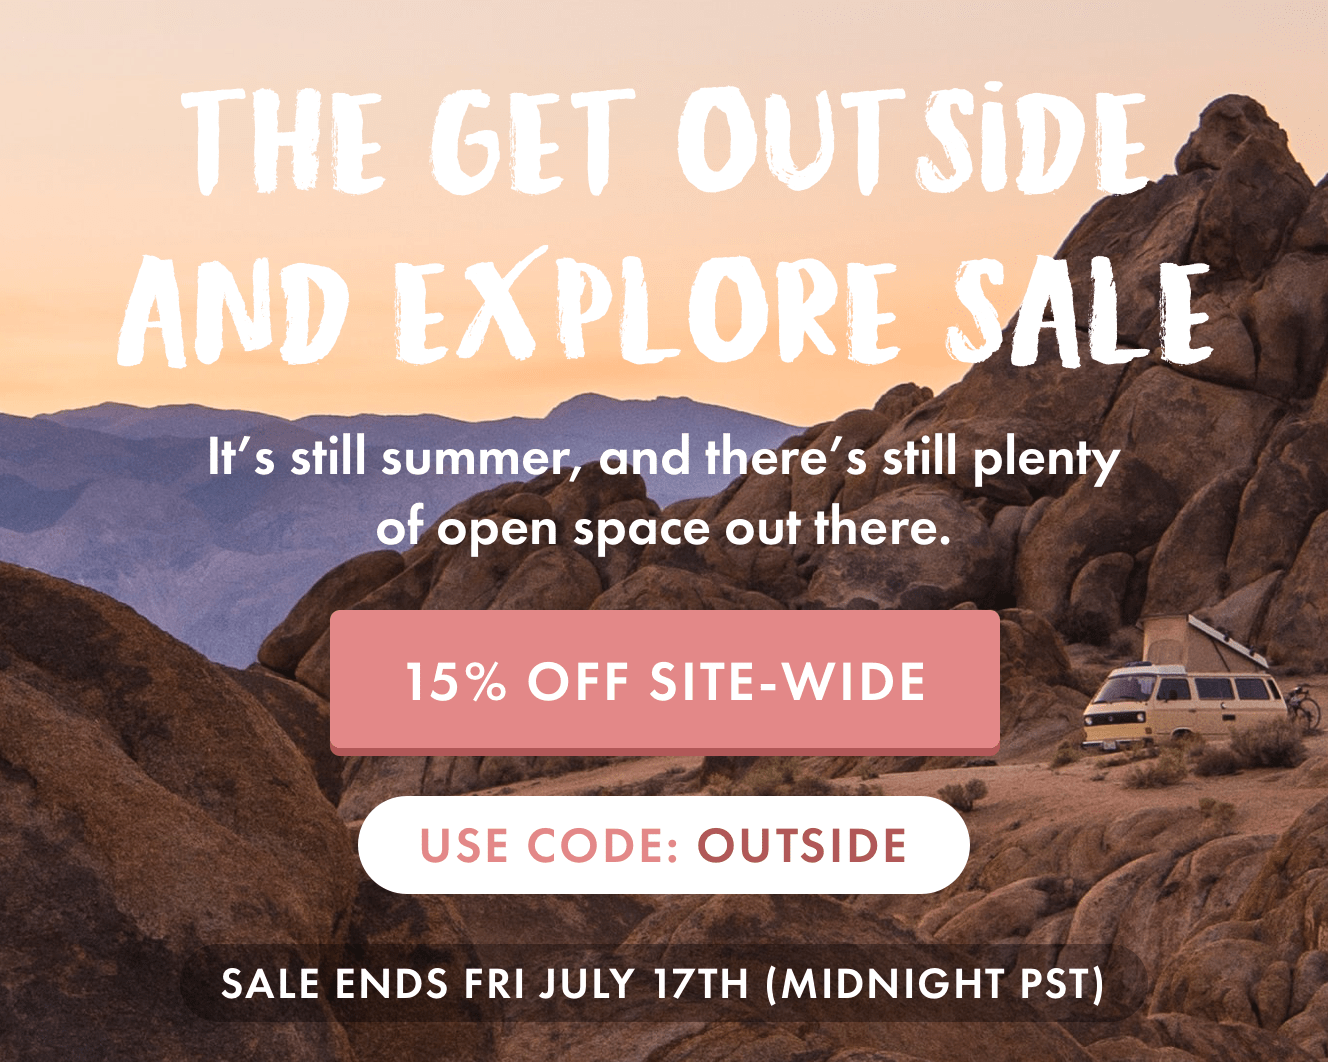 THE GET OUTSIDE
AND EXPLORE SALE
It’s still summer, and there’s still plenty
of open space out there.
15% OFF SITE-WIDE
USE CODE: OUTSIDE
SALE ENDS FRI JULY 17TH (MIDNIGHT PST)